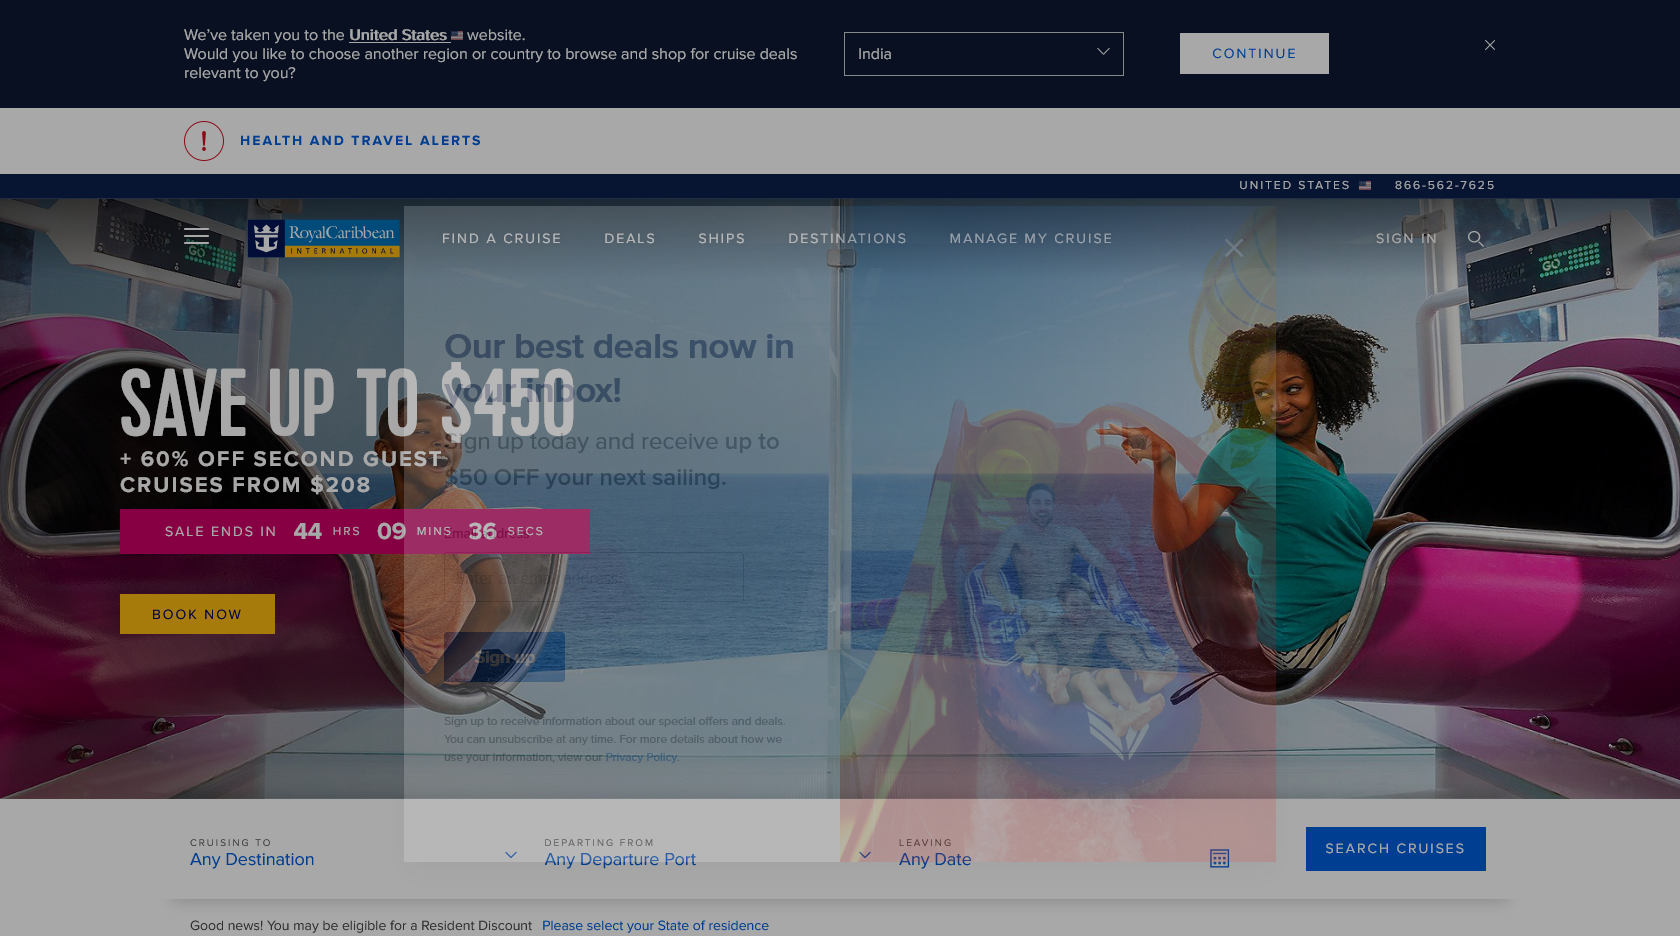 We've taken you to the United States website.
Would you like to choose another region or country to browse and shop for cruise deals
relevant to you?
India
CONTINUE
HEALTH AND TRAVEL ALERTS
UNITED STATES 866-562-7625
RoyalCaribbean
INTERNATIONAL
FIND A CRUISE DEALS SHIPS DESTINATIONS MANAGE MY CRUISE
SIGN IN
GO
GO
Our best deals now in
your inbox!
SAVE UP TO $450
Sign up today and receive up to
+ 60% OFF SECOND GUEST
$50 OFF your next sailing.
CRUISES FROM $208
SALE ENDS IN 44 HRS 09 MINS 36 SECS
Email address
Enter an email address
BOOK NOW
Sign up
Sign up to receive information about our special offers and deals.
You can unsubscribe at any time. For more details about how we
use your information, view our Privacy Policy.
CRUISING TO
Any Destination
DEPARTING FROM
Any Departure Port
LEAVING
Any Date
SEARCH CRUISES
Good news! You may be eligible for a Resident Discount Please select your State of residence